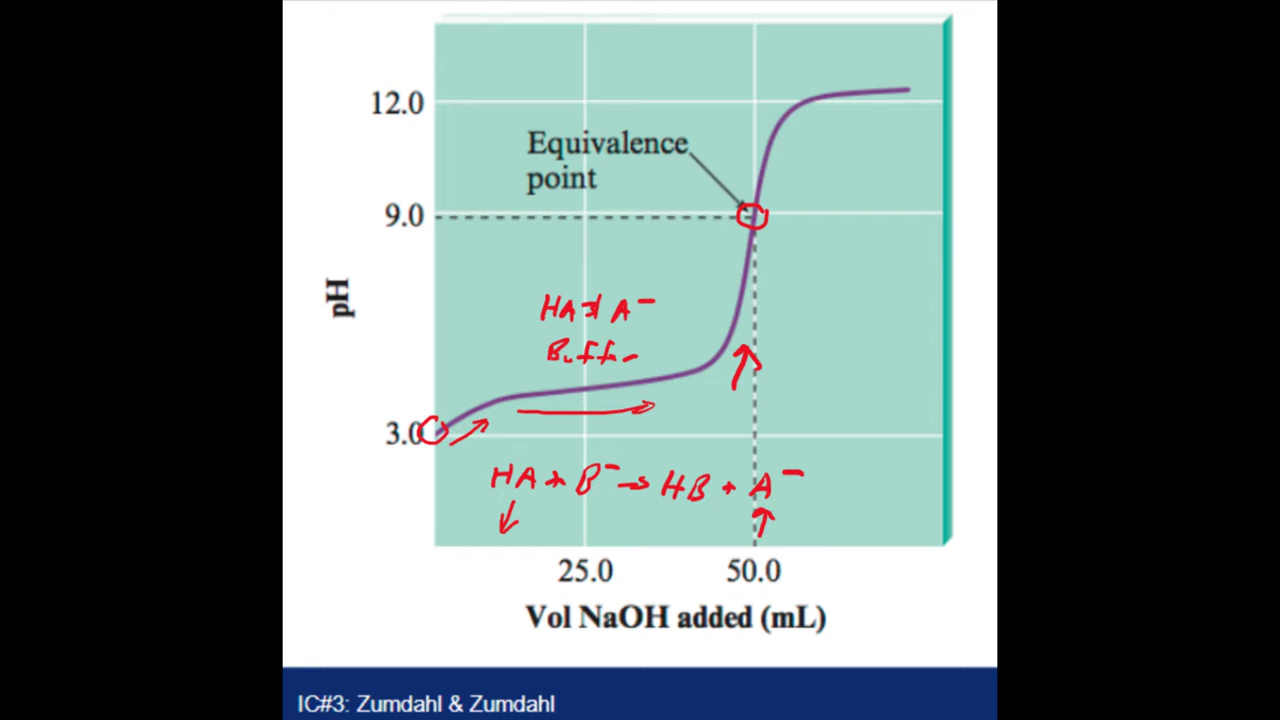 12.0
Equivalence
point
9.0
pH
HA ⇌ A⁻
Buffer
3.0
HA + B⁻ → HB + A⁻
25.0 50.0
Vol NaOH added (mL)
IC#3: Zumdahl & Zumdahl